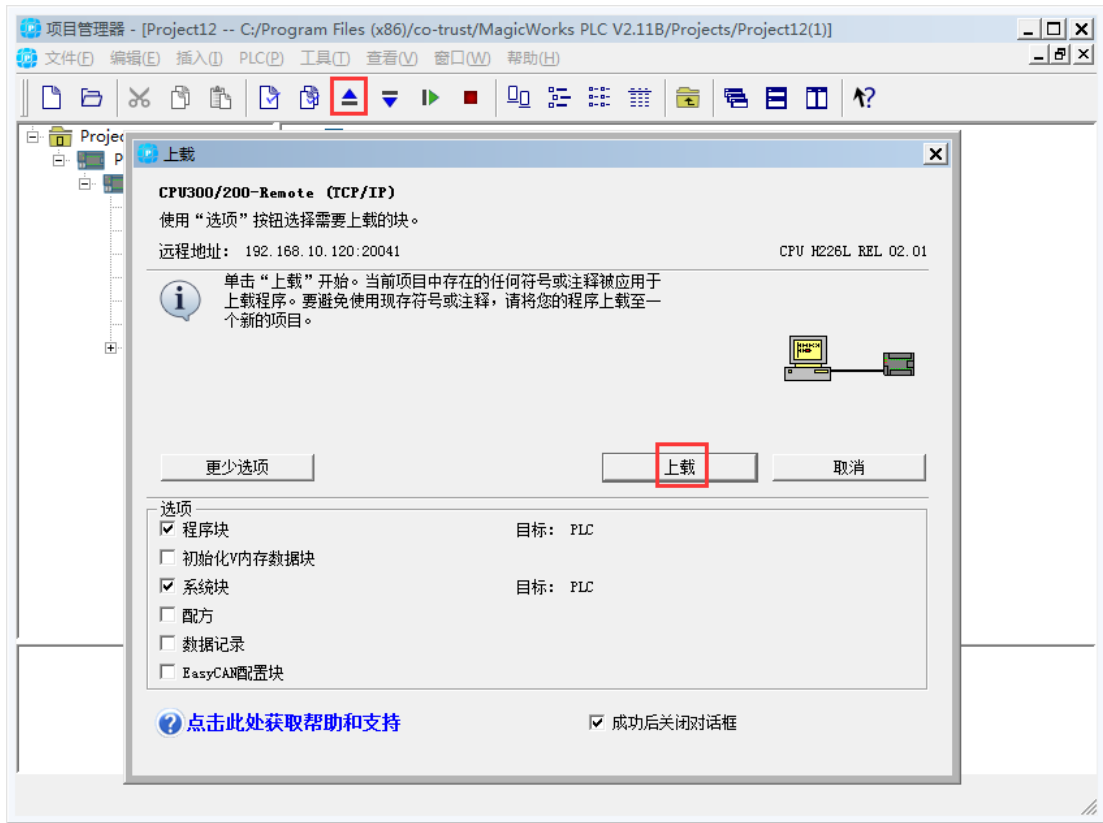 项目管理器 - [Project12 -- C:/Program Files (x86)/co-trust/MagicWorks PLC V2.11B/Projects/Project12(1)]
文件(F) 编辑(E) 插入(I) PLC(P) 工具(T) 查看(V) 窗口(W) 帮助(H)
Projec
P
上载
CPU300/200-Remote (TCP/IP)
使用“选项”按钮选择需要上载的块。
远程地址： 192.168.10.120:20041 CPU H226L REL 02.01
单击“上载”开始。当前项目中存在的任何符号或注释被应用于
上载程序。要避免使用现存符号或注释，请将您的程序上载至一
个新的项目。
更少选项 上载 取消
选项
程序块 目标： PLC
初始化V内存数据块
系统块 目标： PLC
配方
数据记录
EasyCAN配置块
点击此处获取帮助和支持 成功后关闭对话框